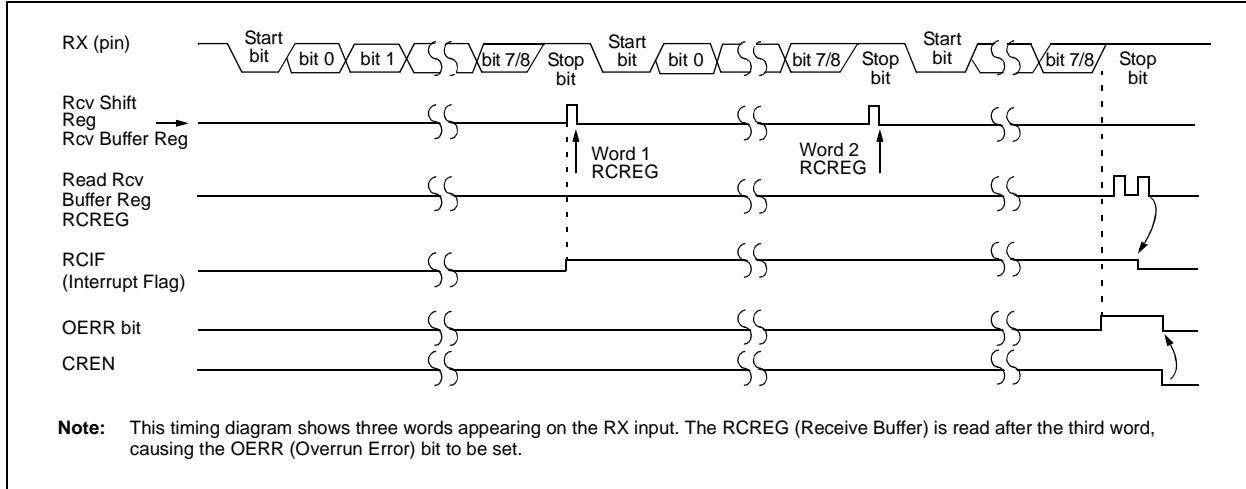 RX (pin)
Start
bit
bit 0
bit 1
bit 7/8
Stop
bit
Start
bit
bit 0
bit 7/8
Stop
bit
Start
bit
bit 7/8
Stop
bit
Rcv Shift
Reg
Rcv Buffer Reg
Word 1
RCREG
Word 2
RCREG
Read Rcv
Buffer Reg
RCREG
RCIF
(Interrupt Flag)
OERR bit
CREN
Note: This timing diagram shows three words appearing on the RX input. The RCREG (Receive Buffer) is read after the third word,
causing the OERR (Overrun Error) bit to be set.